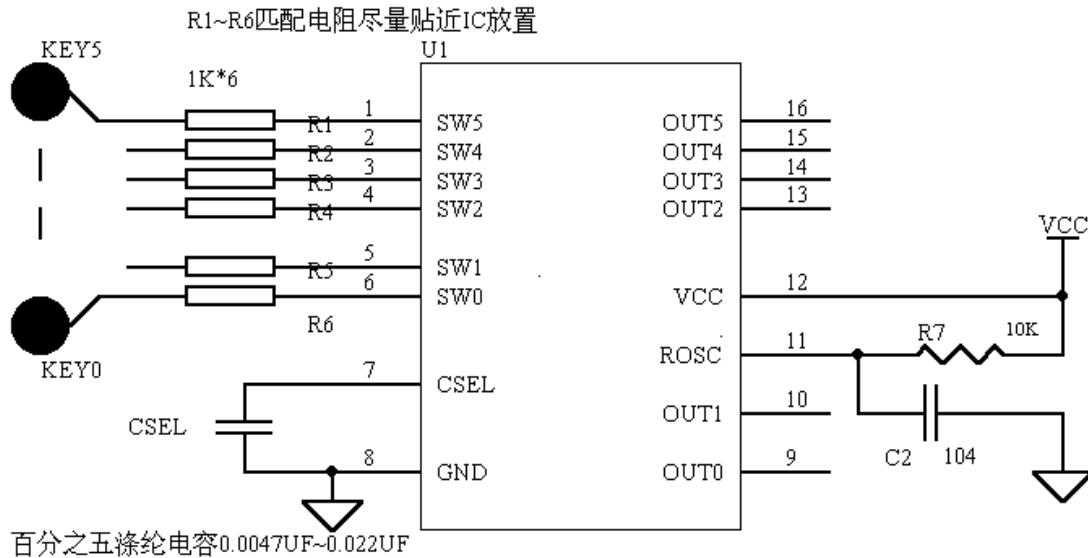 R1~R6匹配电阻尽量贴近IC放置
KEY5
U1
1K*6
1
R1
SW5
OUT5
16
2
R2
SW4
OUT4
15
3
R3
SW3
OUT3
14
4
R4
SW2
OUT2
13
VCC
5
R5
SW1
6
R6
SW0
VCC
12
KEY0
ROSC
11
R7
10K
7
CSEL
CSEL
OUT1
10
8
GND
OUT0
9
C2
104
百分之五涤纶电容0.0047UF~0.022UF